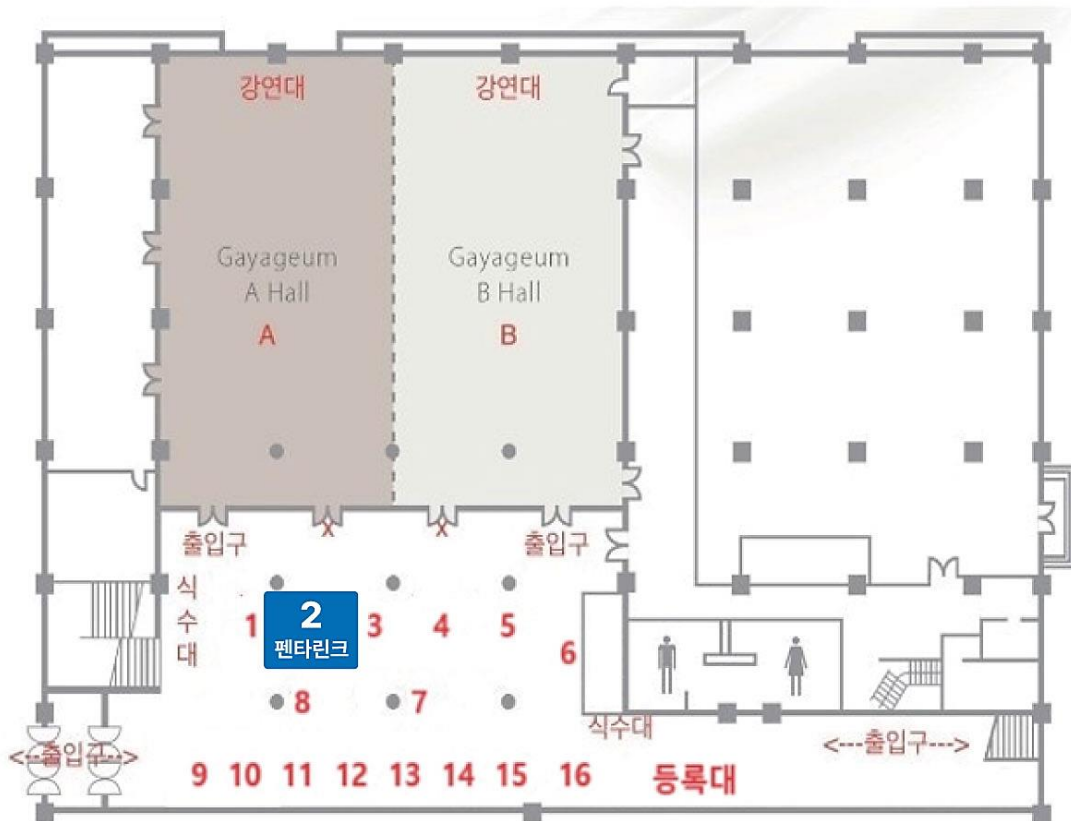 강연대
강연대
Gayageum
A Hall
Gayageum
B Hall
A
B
출입구
X
X
출입구
식
수
대
1
2
펜타린크
3
4
5
6
8
7
식수대
<---출입구--->
<---출입구--->
9 10 11 12 13 14 15 16 등록대